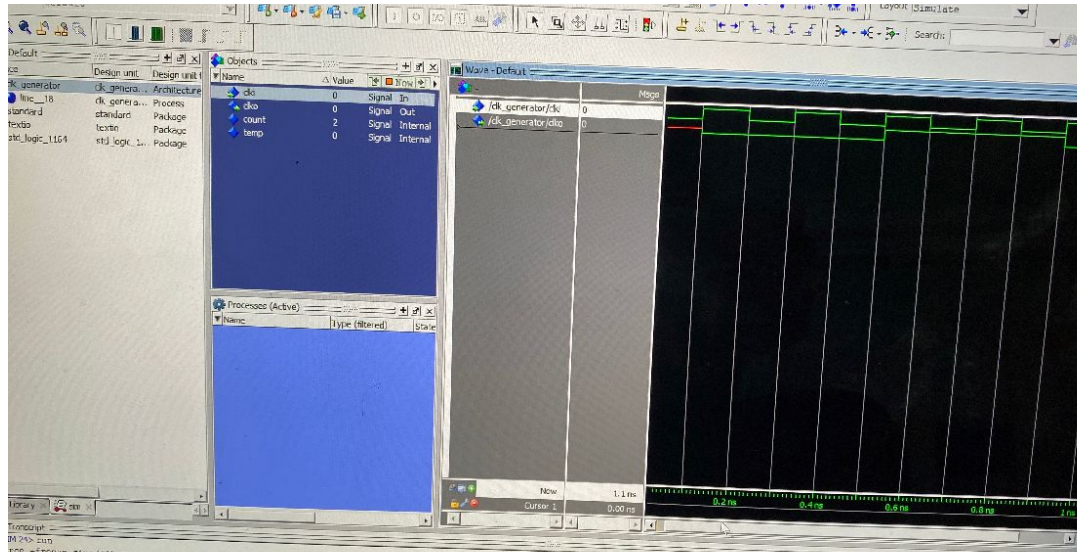 Layout Simulate
Search:
Default
Design unit
Design unit t
clk_generator
clk_genera...
Architecture
line__18
clk_genera...
Process
standard
standard
Package
textio
textio
Package
std_logic_1164
std_logic_1...
Package
Objects
Name
Value
Now
clki
0
Signal
In
clko
0
Signal
Out
count
2
Signal
Internal
temp
0
Signal
Internal
Processes (Active)
Name
Type (filtered)
State
Wave - Default
Msgs
/clk_generator/clki
0
/clk_generator/clko
0
Now
1.1 ns
Cursor 1
0.00 ns
0.2 ns
0.4 ns
0.6 ns
0.8 ns
1 ns
Library
sim
Transcript
run